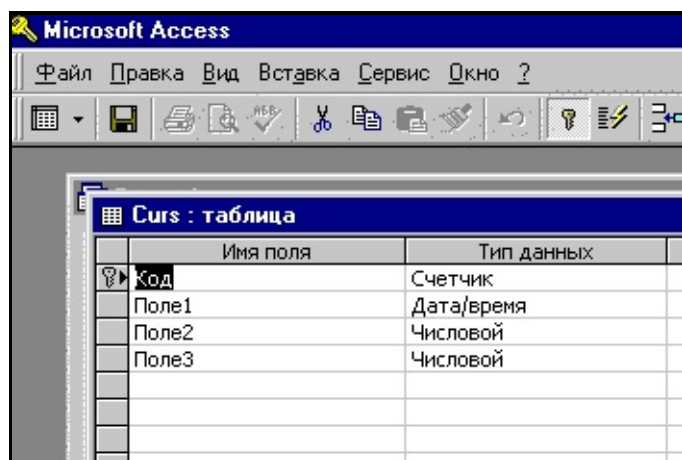 Microsoft Access
Файл Правка Вид Вставка Сервис Окно ?
Curs : таблица
Имя поля Тип данных
Код Счетчик
Поле1 Дата/время
Поле2 Числовой
Поле3 Числовой